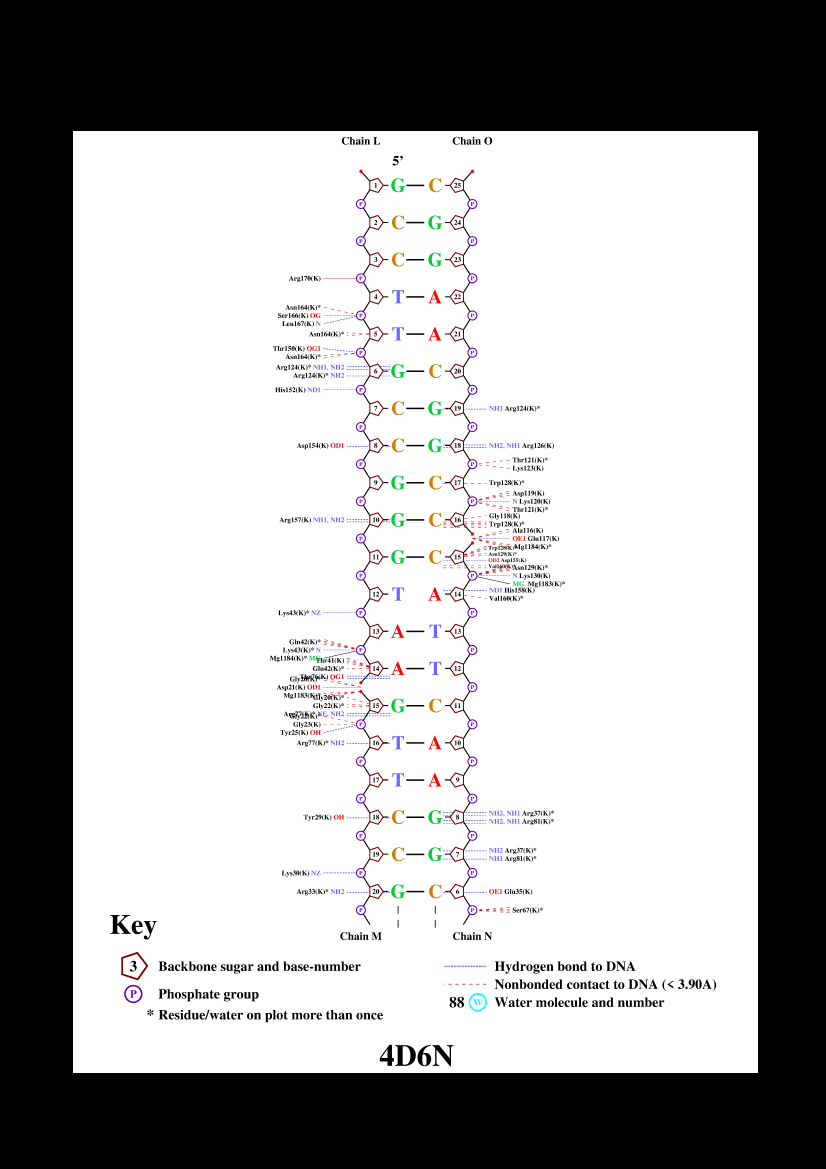 Chain L Chain O
5’
1 G C 25
P P
2 C G 24
P P
3 C G 23
Arg170(K) P P
4 T A 22
Asn164(K)*
Ser166(K) OG P P
Leu167(K) N
Asn164(K)* 5 T A 21
Thr150(K) OG1 P P
Asn164(K)*
Arg124(K)* NH1, NH2
6 G C 20
Arg124(K)* NH2
His152(K) ND1 P P
7 C G 19 NH1 Arg124(K)*
P P
Asp154(K) OD1 8 C G 18 NH2, NH1 Arg126(K)
Thr121(K)*
P P
Lys123(K)
9 G C 17 Trp128(K)*
Asp119(K)
P P N Lys120(K)
Thr121(K)*
Gly118(K)
Arg157(K) NH1, NH2 10 G C 16
Trp128(K)*
Ala116(K)
OE1 Glu117(K)
Mg1184(K)*
P
Trp128(K)*
Asn129(K)*
11 G C 15
OD2 Asp155(K)
Val160(K)*
Asn129(K)*
P P N Lys130(K)
MG Mg1183(K)*
ND1 His158(K)
12 T A 14
Val160(K)*
Lys43(K)* NZ P P
13 A T 13
Gln42(K)*
Lys43(K)* N P P
Mg1184(K)* MG
Thr41(K)
Gln42(K)* 14 A T 12
Thr76(K) OG1
Gly20(K)*
Asp21(K) OD1 P
Mg1183(K)*
Gly20(K)*
Gly22(K)* 15 G C 11
Arg77(K)* NE, NH2
Gly22(K)*
Gly23(K) P P
Tyr25(K) OH
Arg77(K)* NH2 16 T A 10
P P
17 T A 9
P P
NH2, NH1 Arg37(K)*
Tyr29(K) OH 18 C G 8
NH2, NH1 Arg81(K)*
P P
NH2 Arg37(K)*
19 C G 7
NH1 Arg81(K)*
Lys30(K) NZ P P
Arg33(K)* NH2 20 G C 6 OE1 Glu35(K)
P P Ser67(K)*
Chain M Chain N
Key
3 Backbone sugar and base-number
P Phosphate group
* Residue/water on plot more than once
Hydrogen bond to DNA
Nonbonded contact to DNA (< 3.90A)
88 W Water molecule and number
4D6N